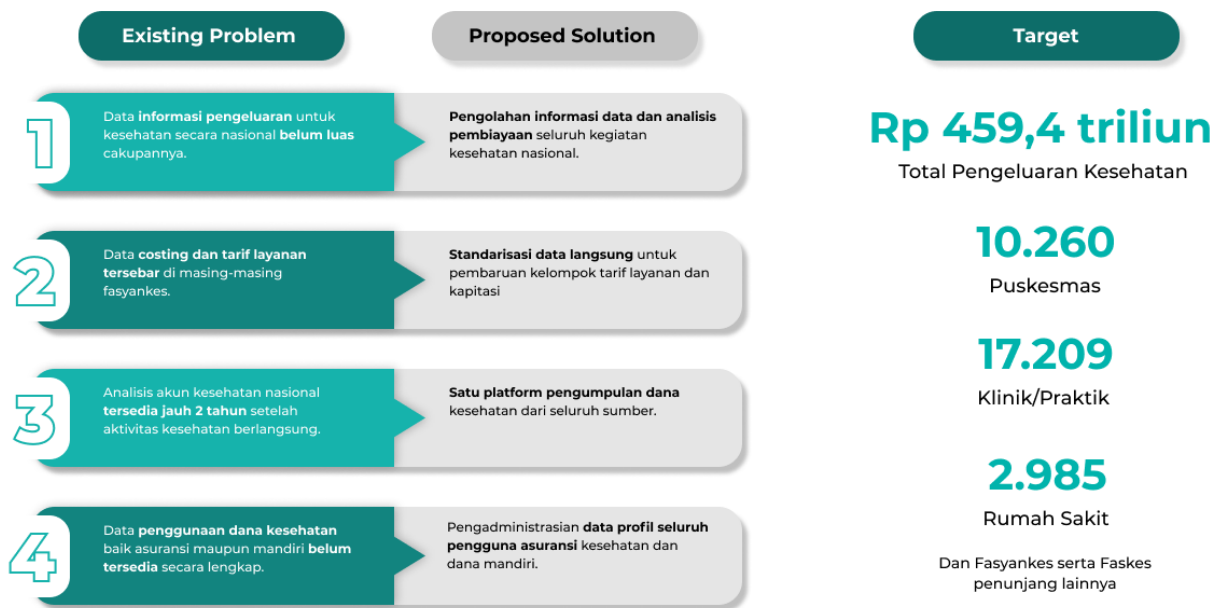 Existing Problem
Proposed Solution
Target
1
Data informasi pengeluaran untuk
kesehatan secara nasional belum luas
cakupannya.
Pengolahan informasi data dan analisis
pembiayaan seluruh kegiatan
kesehatan nasional.
2
Data costing dan tarif layanan
tersebar di masing-masing
fasyankes.
Standarisasi data langsung untuk
pembaruan kelompok tarif layanan dan
kapitasi
3
Analisis akun kesehatan nasional
tersedia jauh 2 tahun setelah
aktivitas kesehatan berlangsung.
Satu platform pengumpulan dana
kesehatan dari seluruh sumber.
4
Data penggunaan dana kesehatan
baik asuransi maupun mandiri belum
tersedia secara lengkap.
Pengadministrasian data profil seluruh
pengguna asuransi kesehatan dan
dana mandiri.
Rp 459,4 triliun
Total Pengeluaran Kesehatan
10.260
Puskesmas
17.209
Klinik/Praktik
2.985
Rumah Sakit
Dan Fasyankes serta Faskes
penunjang lainnya